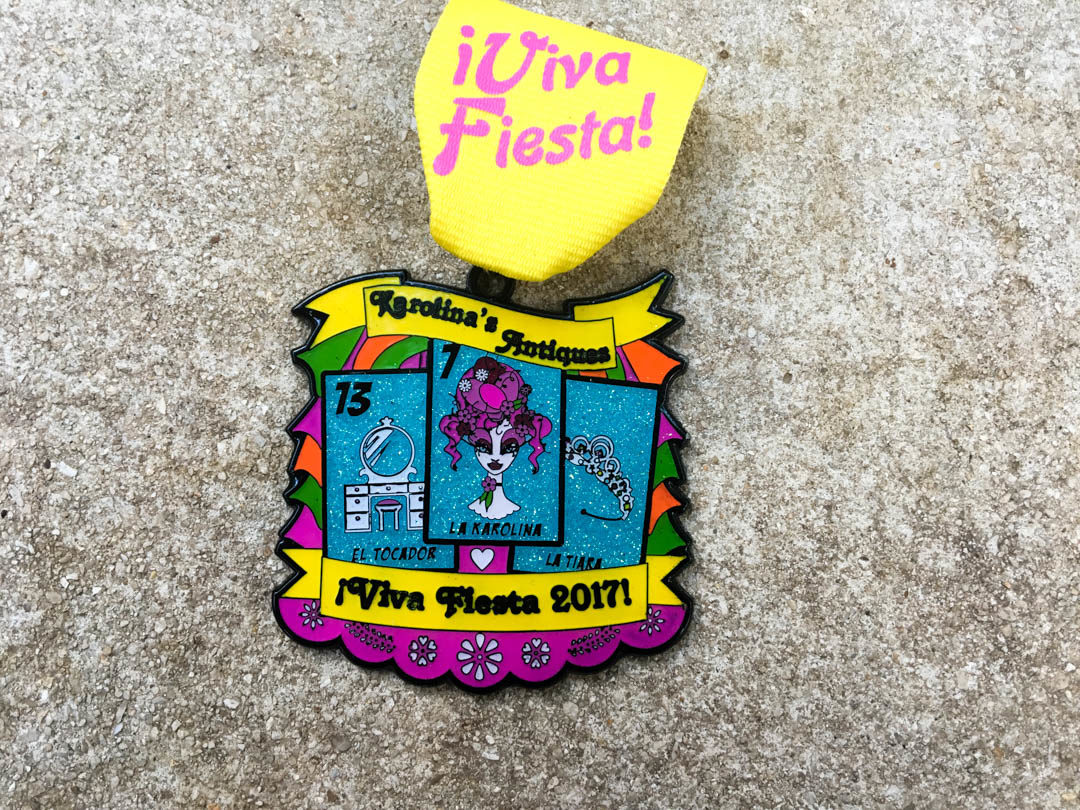 ¡Viva
Fiesta!
Karolina's
Antiques
13
7
LA KAROLINA
EL TOCADOR
LA TIARA
¡Viva Fiesta 2017!